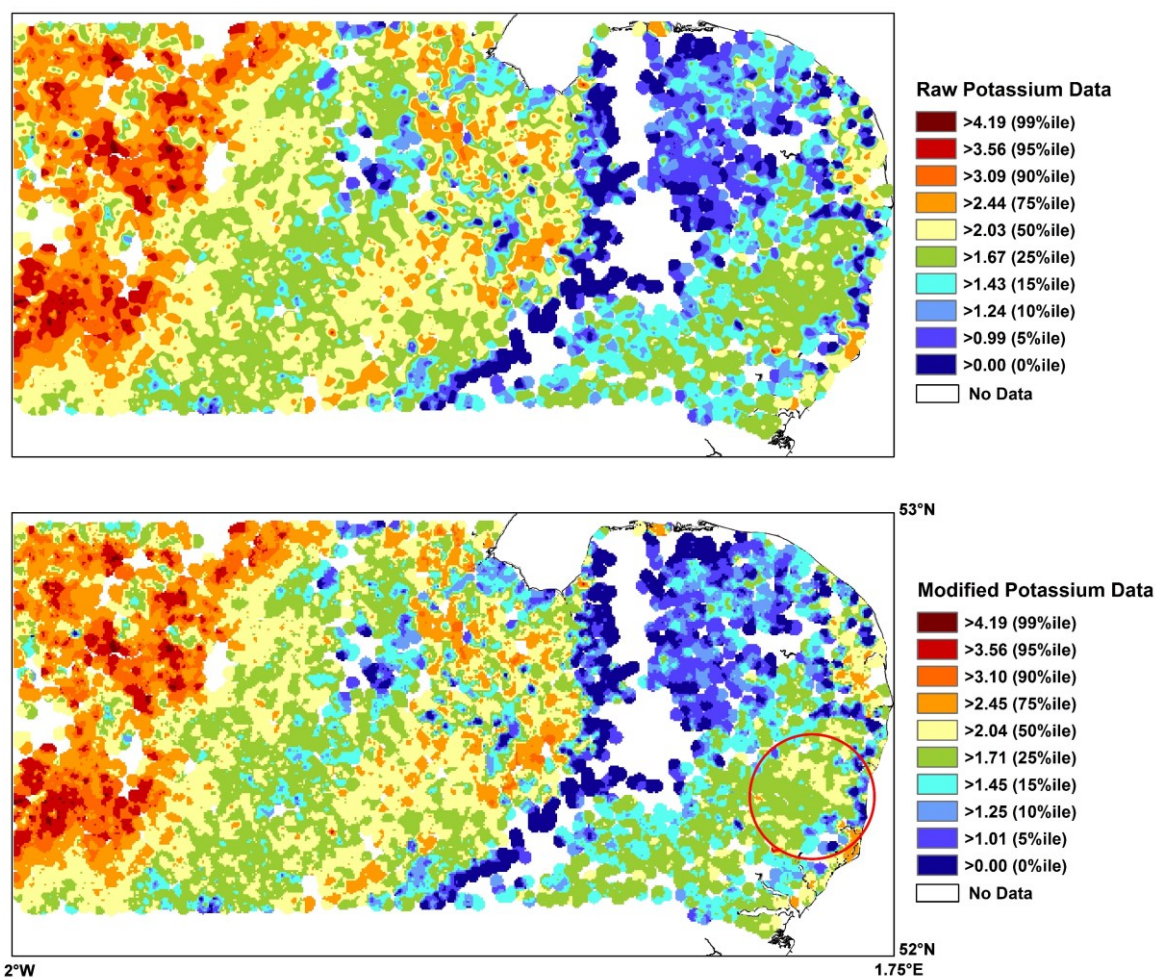 Raw Potassium Data
>4.19 (99%ile)
>3.56 (95%ile)
>3.09 (90%ile)
>2.44 (75%ile)
>2.03 (50%ile)
>1.67 (25%ile)
>1.43 (15%ile)
>1.24 (10%ile)
>0.99 (5%ile)
>0.00 (0%ile)
No Data
53°N
Modified Potassium Data
>4.19 (99%ile)
>3.56 (95%ile)
>3.10 (90%ile)
>2.45 (75%ile)
>2.04 (50%ile)
>1.71 (25%ile)
>1.45 (15%ile)
>1.25 (10%ile)
>1.01 (5%ile)
>0.00 (0%ile)
No Data
52°N
2°W
1.75°E